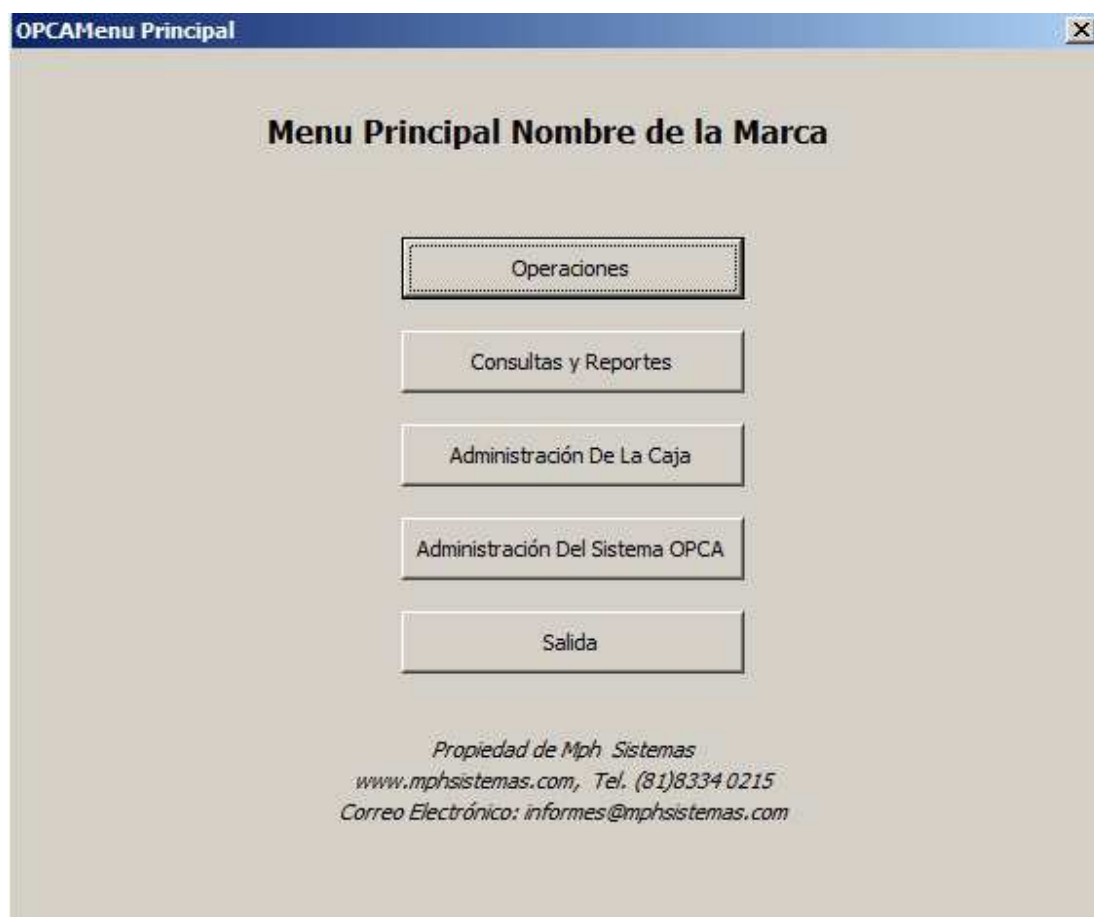 OPCAMenu Principal
Menu Principal Nombre de la Marca
Operaciones
Consultas y Reportes
Administración De La Caja
Administración Del Sistema OPCA
Salida
Propiedad de Mph Sistemas
www.mphsistemas.com, Tel. (81)8334 0215
Correo Electrónico: informes@mphsistemas.com